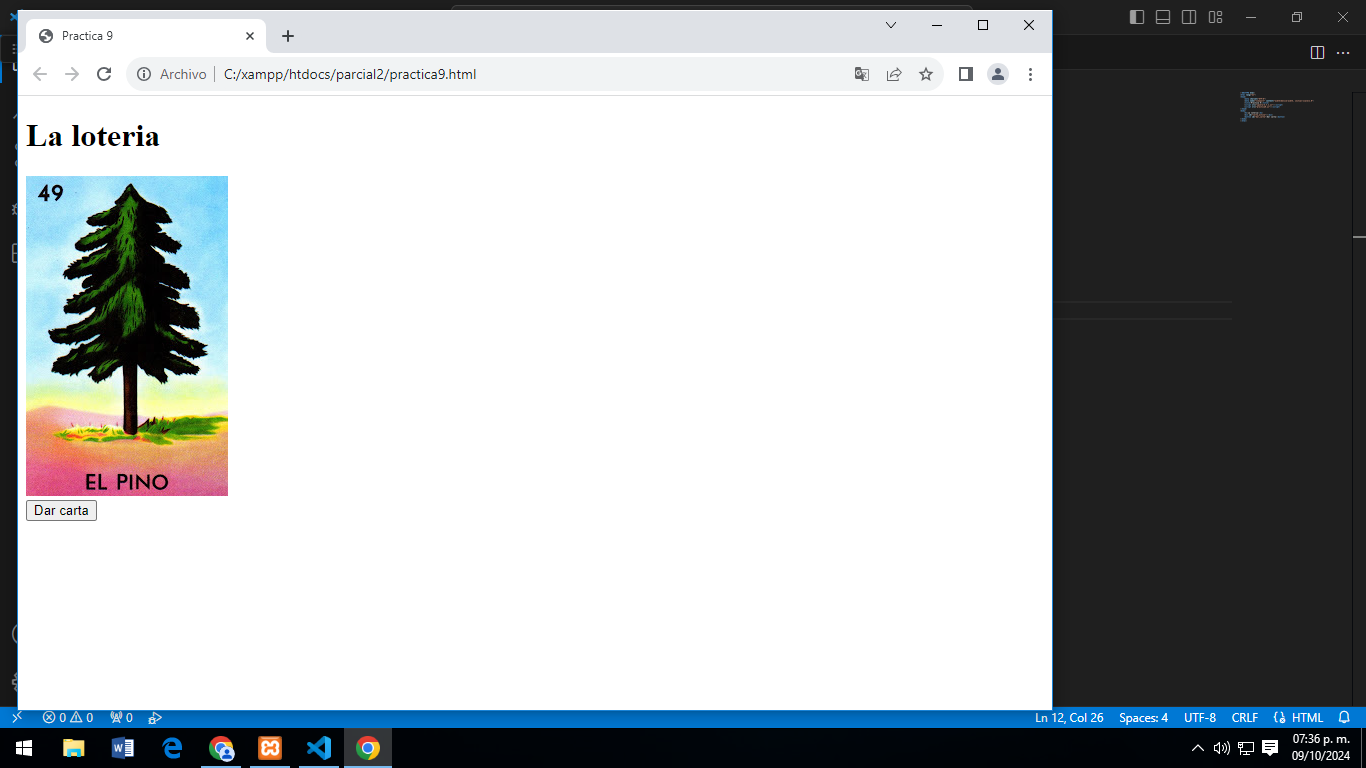 Practica 9
Archivo
C:/xampp/htdocs/parcial2/practica9.html
La loteria
49
EL PINO
Dar carta
0 0 0
Ln 12, Col 26 Spaces: 4 UTF-8 CRLF HTML
07:36 p. m.
09/10/2024